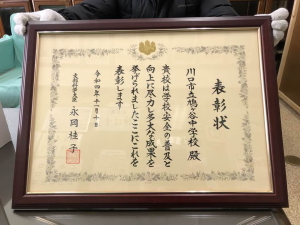 表彰状
川口市立鳩ヶ谷中学校 殿
貴校は学校安全の普及と
向上に尽力し多大な成果を
挙げられましたここにこれを
表彰します
令和四年十一月十日
文部科学大臣 永岡桂子